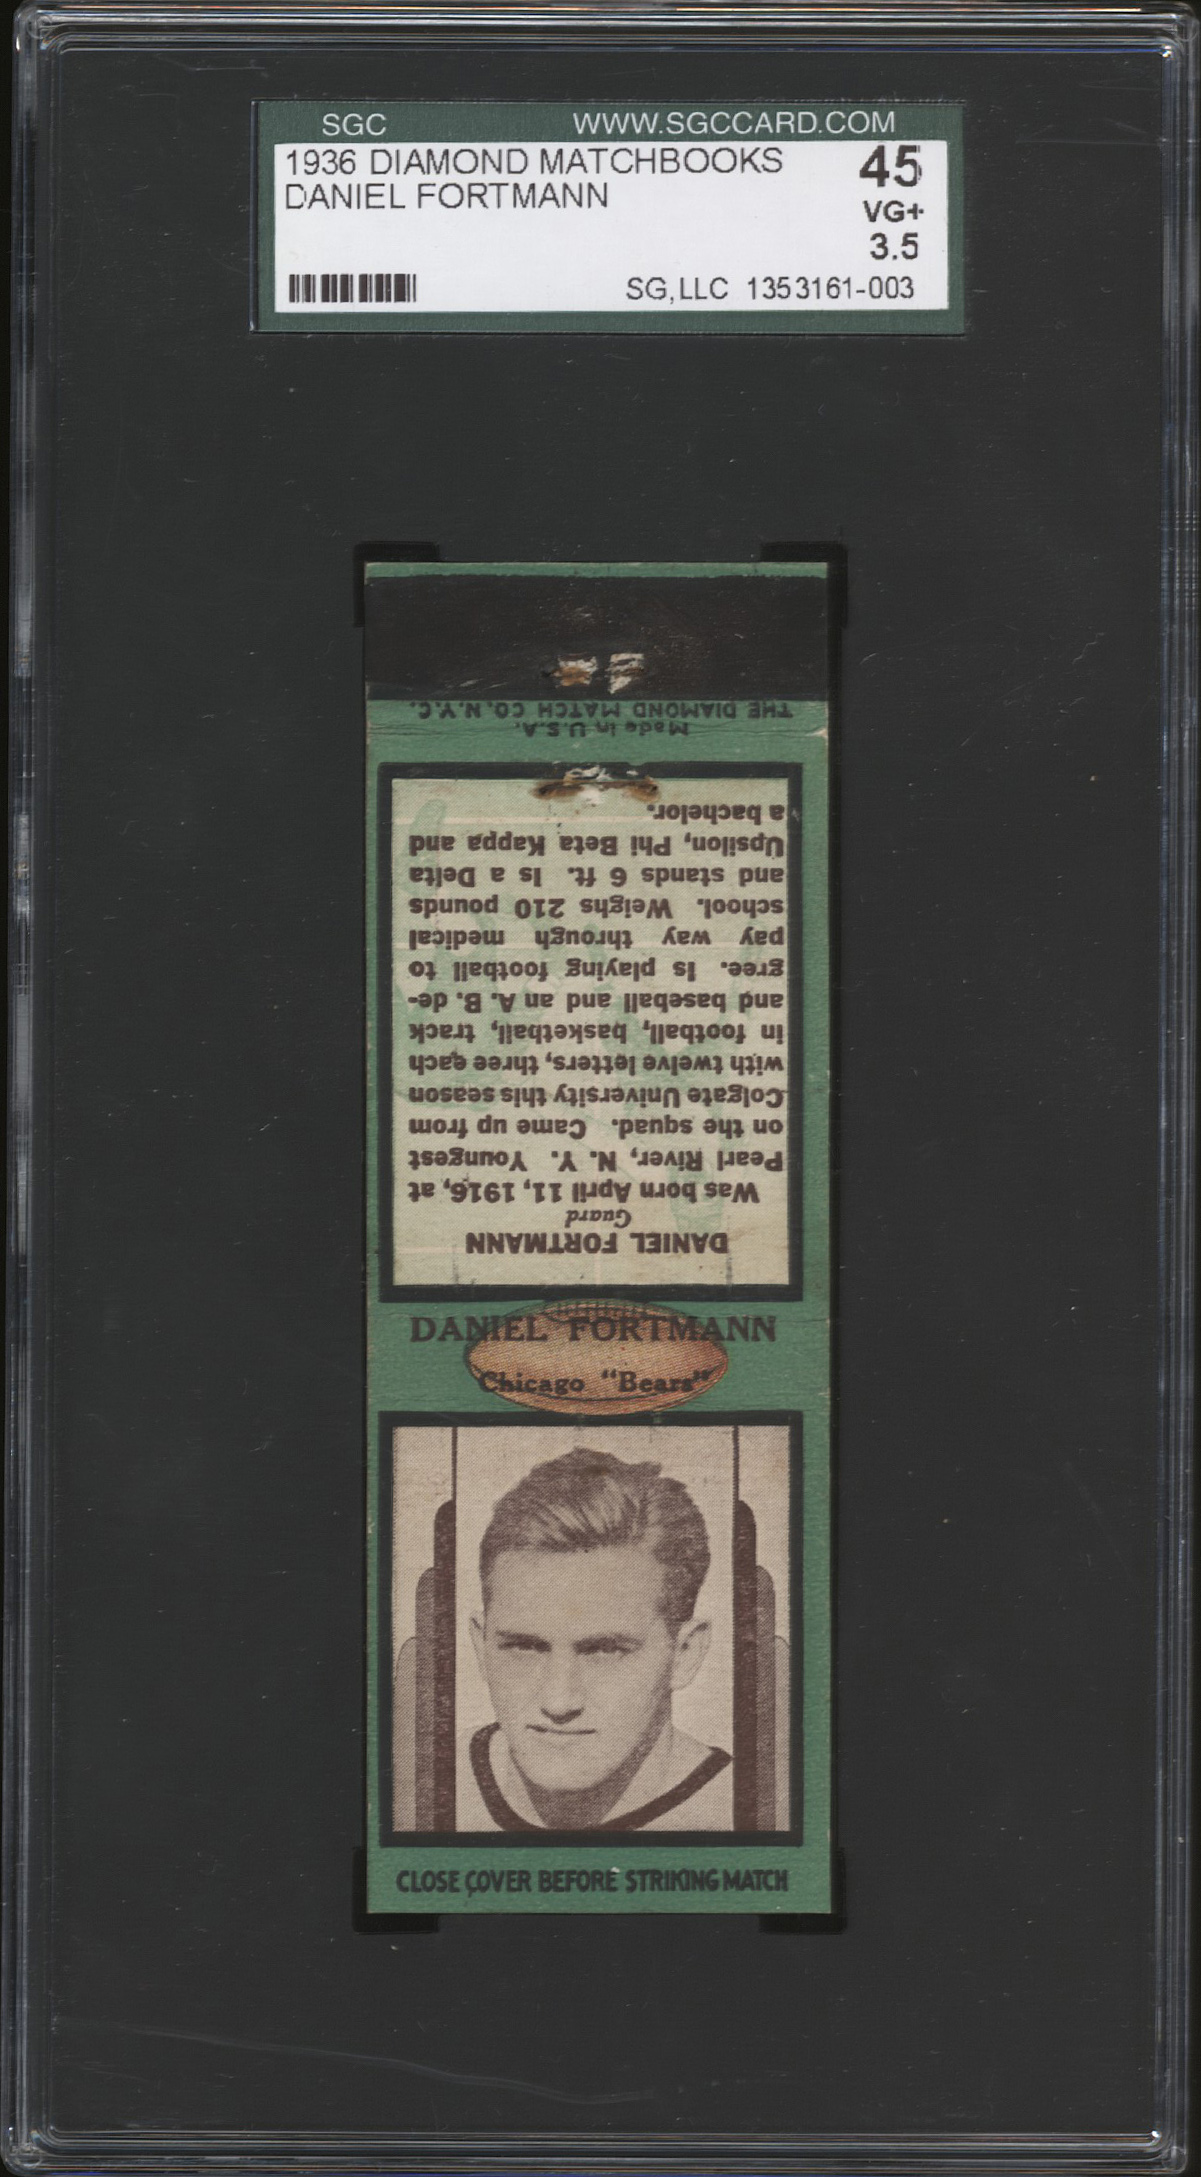 SGC WWW.SGCCARD.COM
1936 DIAMOND MATCHBOOKS 45
DANIEL FORTMANN VG+
3.5
SG,LLC 1353161-003
DANIEL FORTMANN
Guard
Was born April 11, 1916, at
Pearl River, N. Y. Youngest
on the squad. Came up from
Colgate University this season
with twelve letters, three each
in football, basketball, track
and baseball and an A. B. de-
gree. Is playing football to
pay way through medical
school. Weighs 210 pounds
and stands 6 ft. Is a Delta
Upsilon, Phi Beta Kappa and
a bachelor.
Made in U.S.A.
THE DIAMOND MATCH CO. N.Y.C.
DANIEL FORTMANN
Chicago "Bears"
CLOSE COVER BEFORE STRIKING MATCH